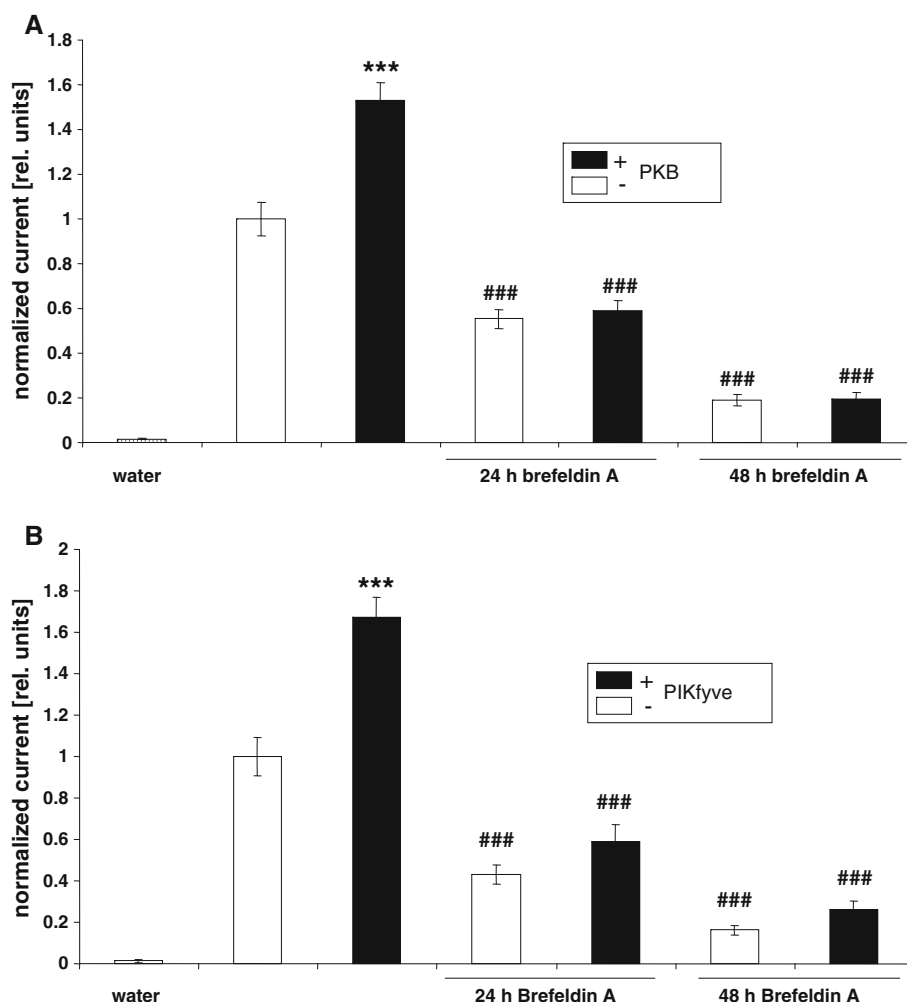 A
1.8
1.6
1.4
1.2
1
0.8
0.6
0.4
0.2
0
normalized current [rel. units]
***
###
###
###
###
+
-
PKB
water
24 h brefeldin A
48 h brefeldin A
B
2
1.8
1.6
1.4
1.2
1
0.8
0.6
0.4
0.2
0
normalized current [rel. units]
***
###
###
###
###
+
-
PIKfyve
water
24 h Brefeldin A
48 h Brefeldin A